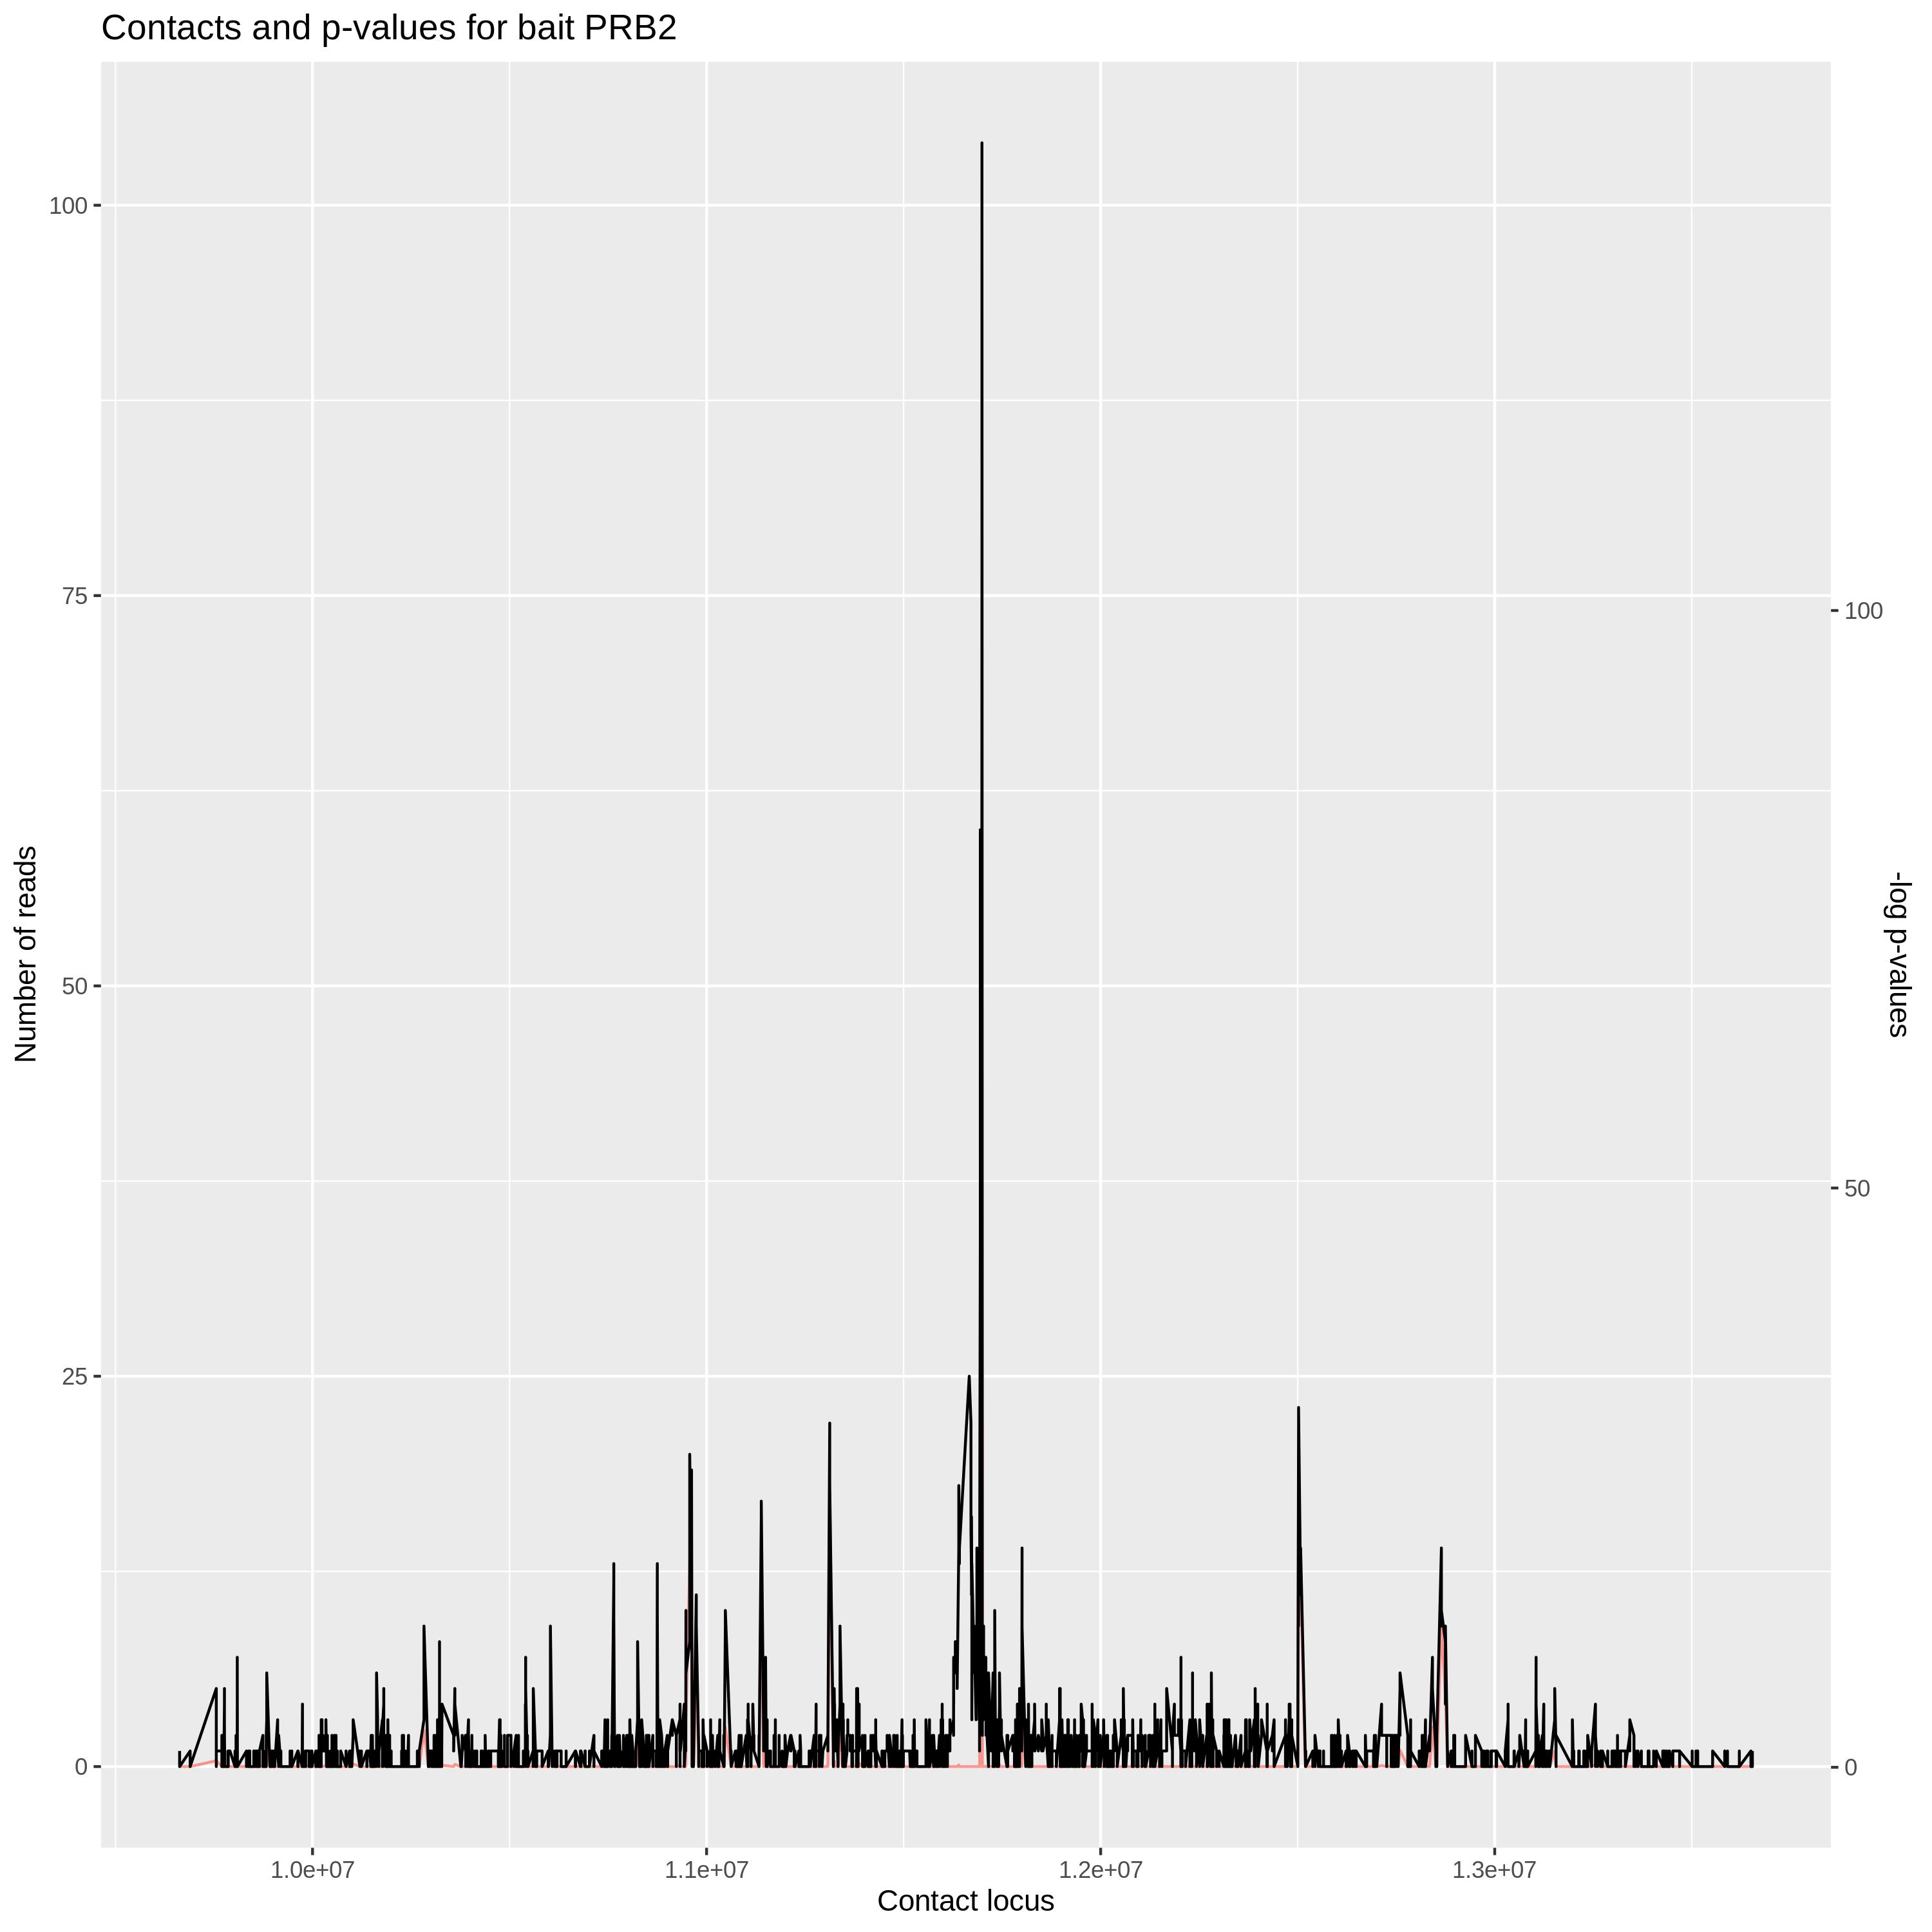 Contacts and p-values for bait PRB2
100
75
50
25
0
Number of reads
100
50
0
-log p-values
1.0e+07 1.1e+07 1.2e+07 1.3e+07
Contact locus